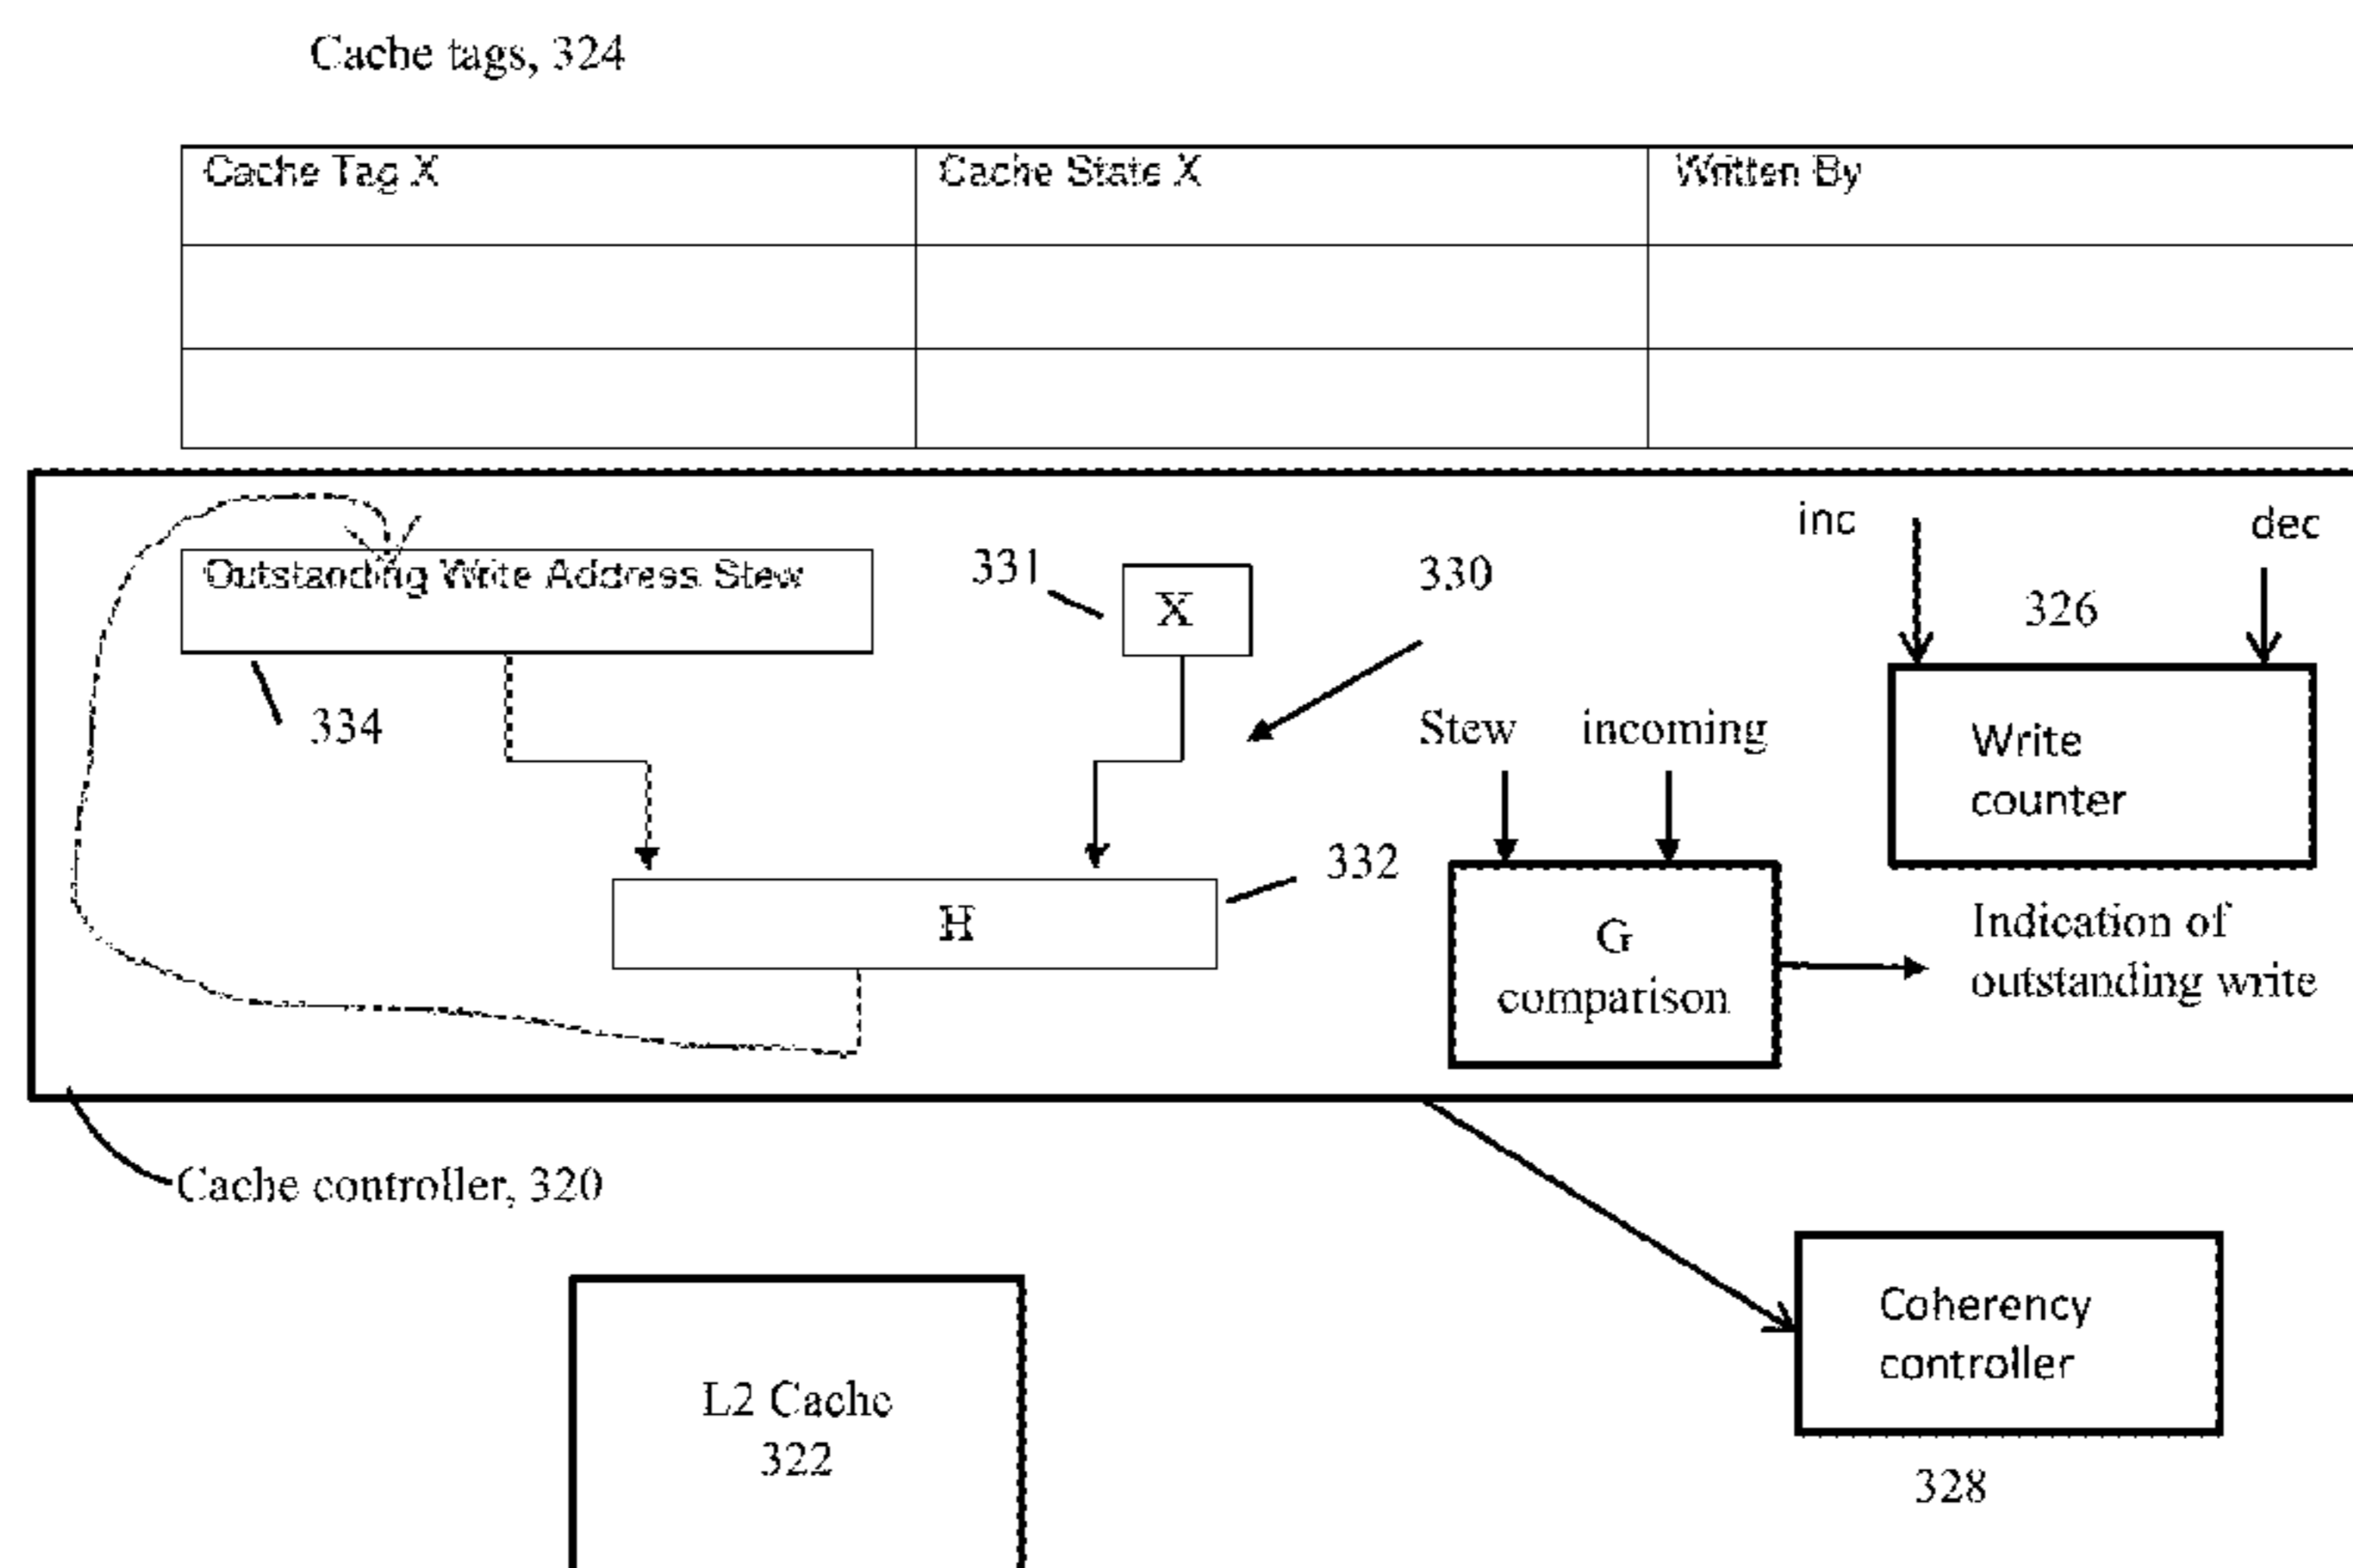 Cache tags, 324
Cache Tag X
Cache State X
Written By
inc
dec
Outstanding Write Address Stew
331
X
330
326
334
Stew
incoming
Write
counter
332
H
G
comparison
Indication of
outstanding write
Cache controller, 320
Coherency
controller
L2 Cache
322
328